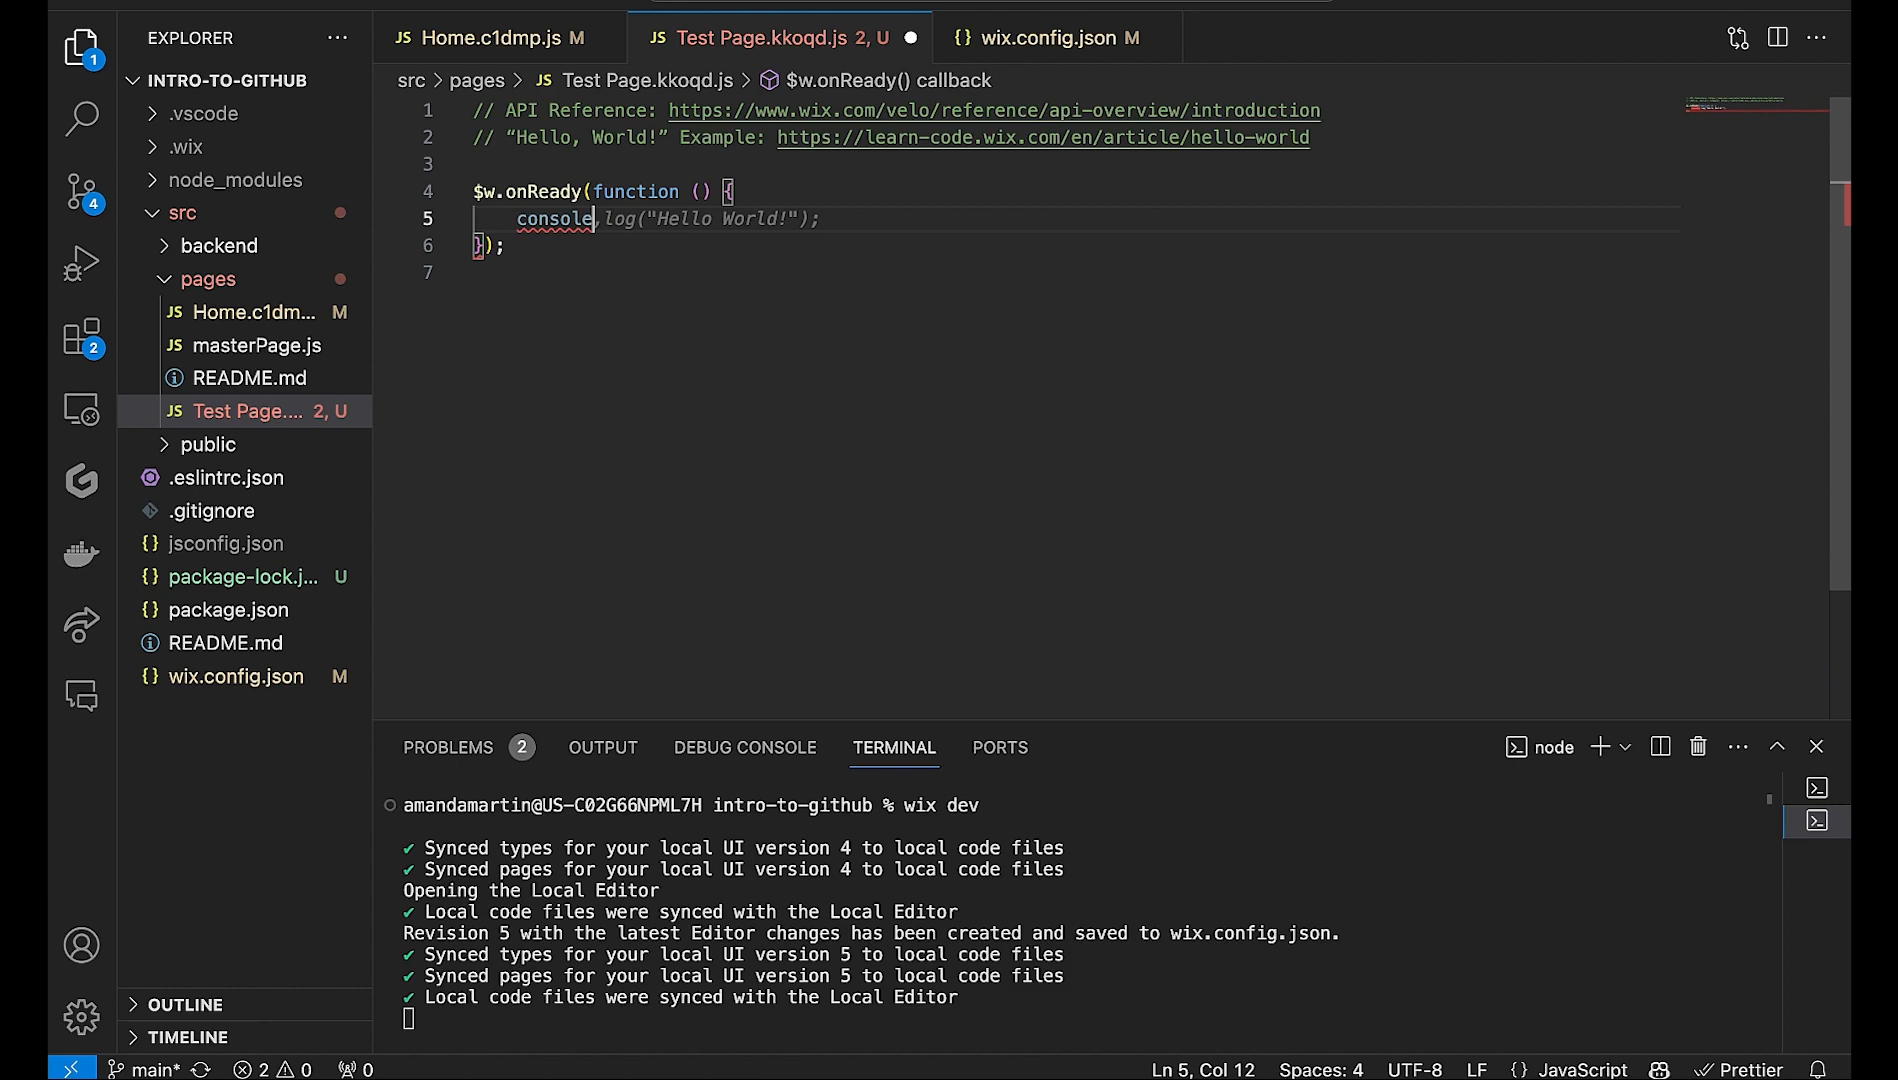 EXPLORER
INTRO-TO-GITHUB
.vscode
.wix
node_modules
src
backend
pages
JS Home.c1dm... M
JS masterPage.js
README.md
JS Test Page.... 2, U
public
.eslintrc.json
.gitignore
{} jsconfig.json
{} package-lock.j... U
{} package.json
README.md
{} wix.config.json M
OUTLINE
TIMELINE
1
4
2
JS Home.c1dmp.js M
JS Test Page.kkoqd.js 2, U
{} wix.config.json M
src > pages > JS Test Page.kkoqd.js > $w.onReady() callback
1 // API Reference: https://www.wix.com/velo/reference/api-overview/introduction
2 // “Hello, World!” Example: https://learn-code.wix.com/en/article/hello-world
3
4 $w.onReady(function () {
5 console.log("Hello World!");
6 });
7
PROBLEMS 2 OUTPUT DEBUG CONSOLE TERMINAL PORTS
node
amandamartin@US-C02G66NPML7H intro-to-github % wix dev
✔ Synced types for your local UI version 4 to local code files
✔ Synced pages for your local UI version 4 to local code files
Opening the Local Editor
✔ Local code files were synced with the Local Editor
Revision 5 with the latest Editor changes has been created and saved to wix.config.json.
✔ Synced types for your local UI version 5 to local code files
✔ Synced pages for your local UI version 5 to local code files
✔ Local code files were synced with the Local Editor
main* 2 0 0 Ln 5, Col 12 Spaces: 4 UTF-8 LF {} JavaScript Prettier